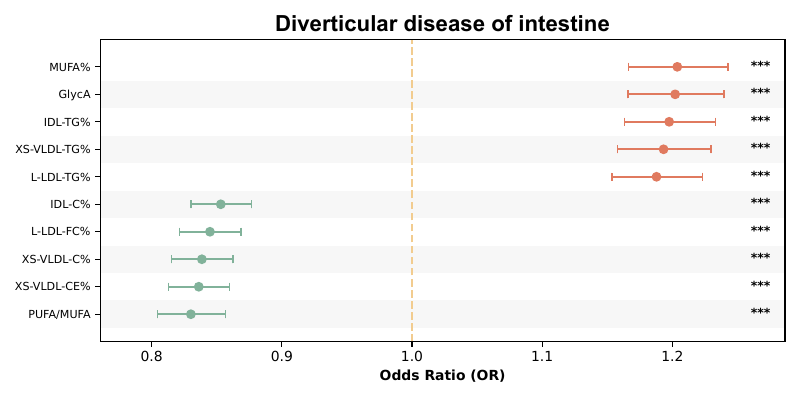 Diverticular disease of intestine
MUFA% ***
GlycA ***
IDL-TG% ***
XS-VLDL-TG% ***
L-LDL-TG% ***
IDL-C% ***
L-LDL-FC% ***
XS-VLDL-C% ***
XS-VLDL-CE% ***
PUFA/MUFA ***
0.8 0.9 1.0 1.1 1.2
Odds Ratio (OR)